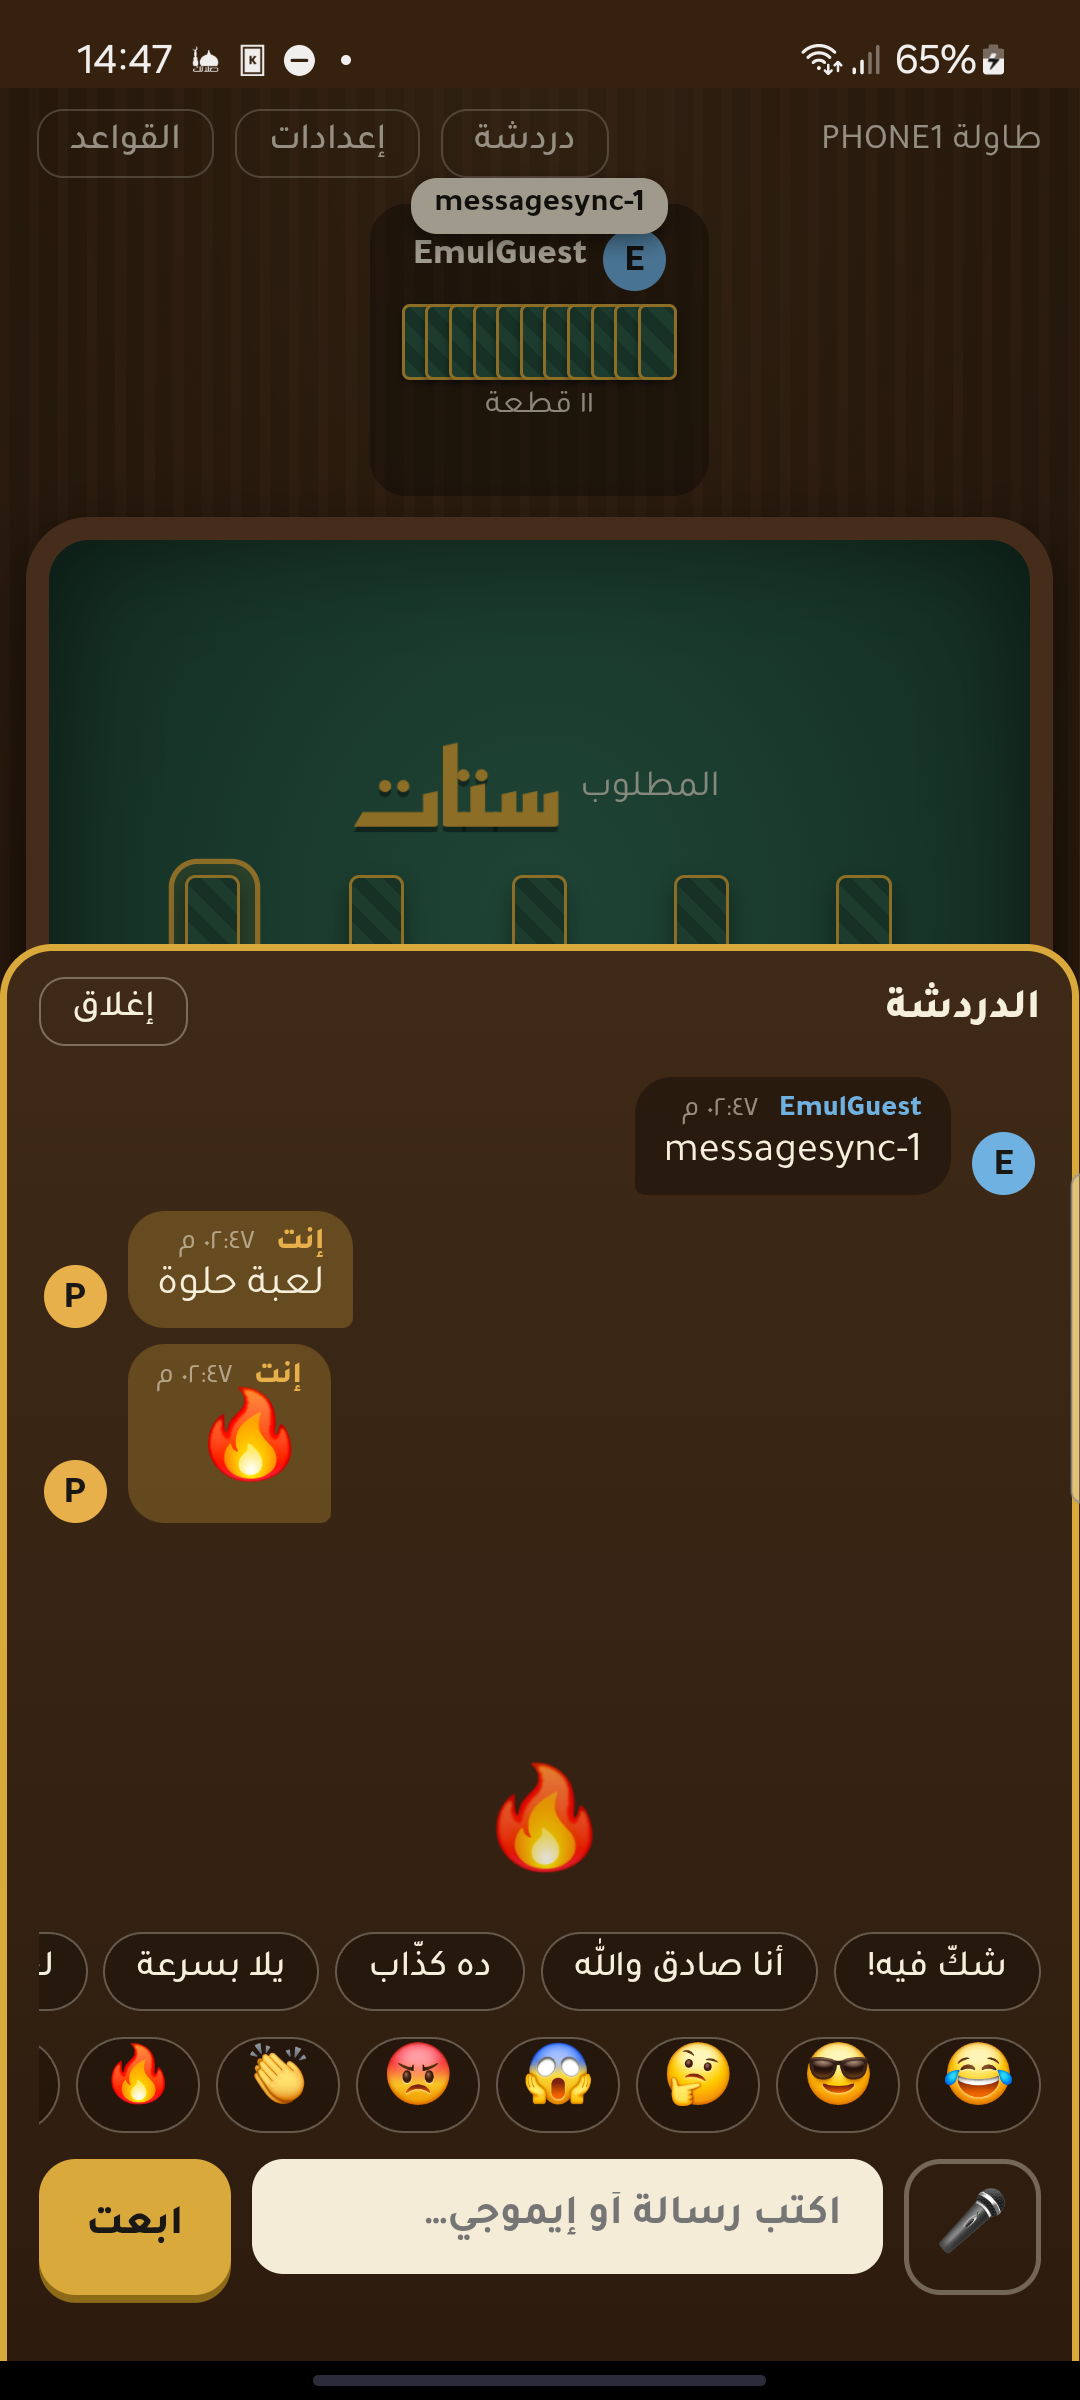 14:47
65%
طاولة PHONE1
دردشة
إعدادات
القواعد
messagesync-1
EmulGuest
E
١١ قطعة
المطلوب ستات
الدردشة
إغلاق
EmulGuest ٠٢:٤٧ م
messagesync-1
E
إنت ٠٢:٤٧ م
لعبة حلوة
P
إنت ٠٢:٤٧ م
🔥
P
🔥
شكّ فيه!
أنا صادق والله
ده كذّاب
يلا بسرعة
😂 😎 🤔 😱 😡 👏 🔥
اكتب رسالة أو إيموجي…
ابعت